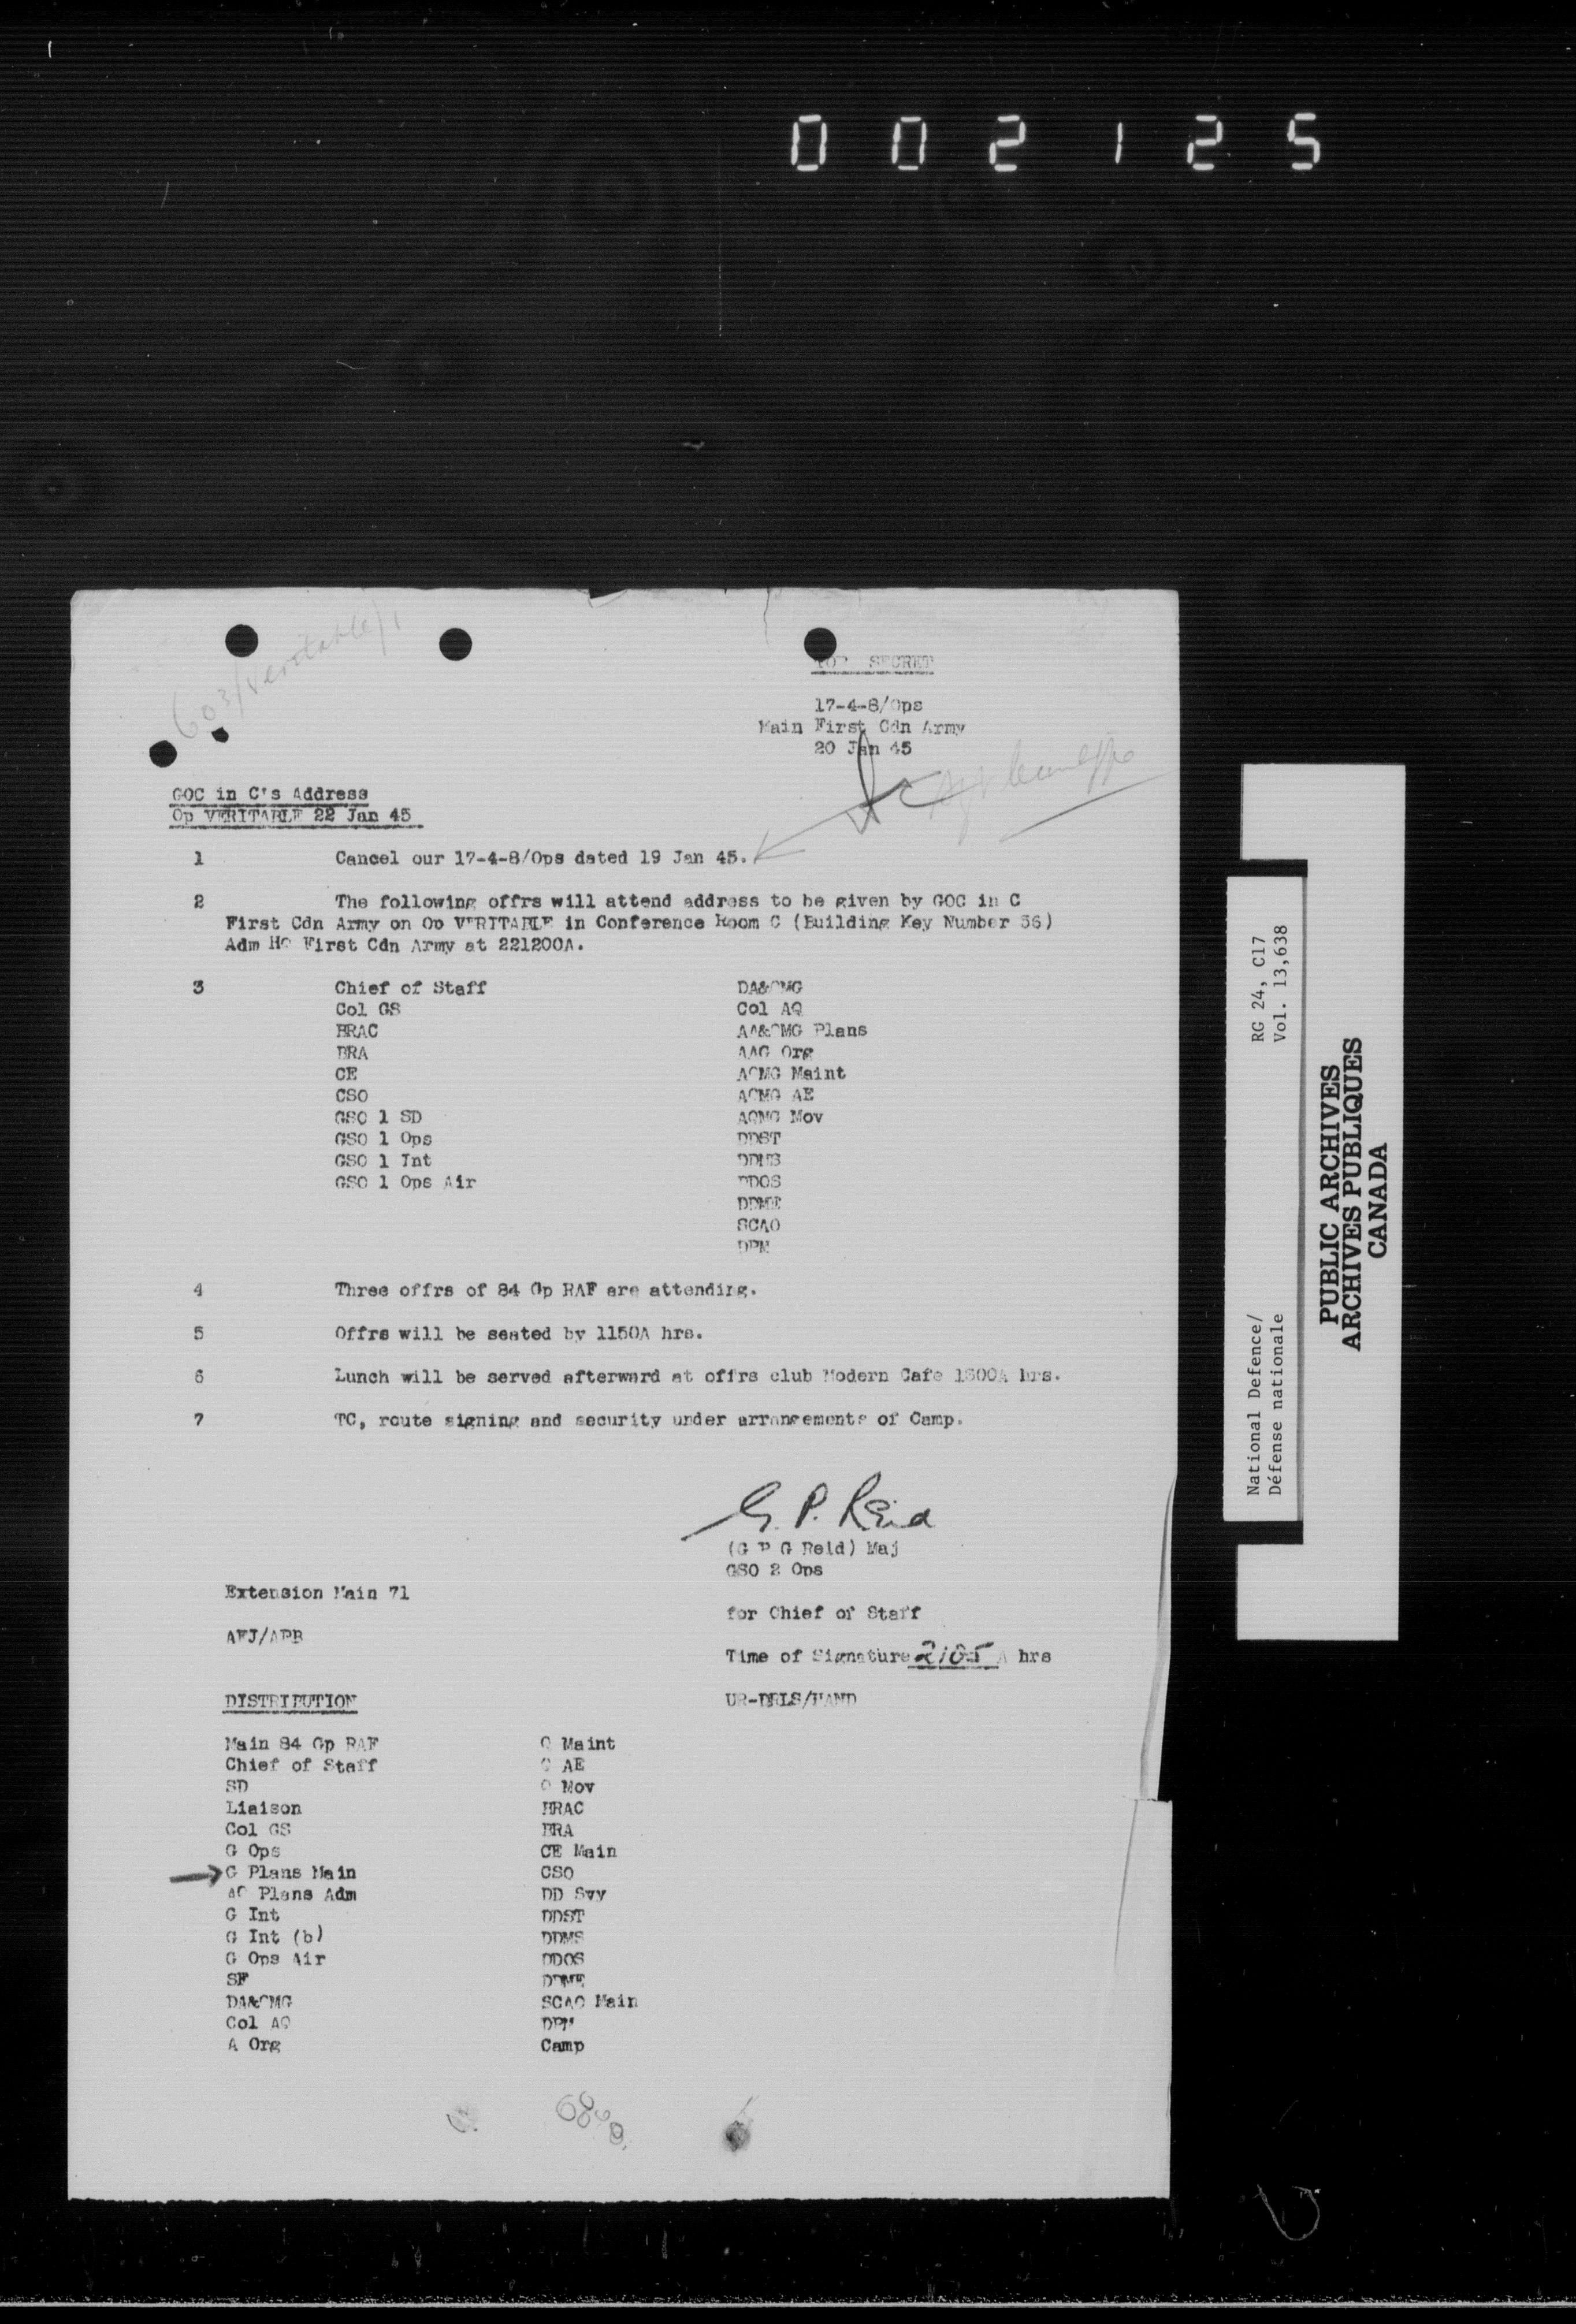 002125
603/Veritable/1
TOP SECRET
17-4-8/Ops
Main First Cdn Army
20 Jan 45
GOC in C's Address
Op VERITABLE 22 Jan 45
1 Cancel our 17-4-8/Ops dated 19 Jan 45.
2 The following offrs will attend address to be given by GOC in C
First Cdn Army on Op VERITABLE in Conference Room C (Building Key Number 56)
Adm HQ First Cdn Army at 221200A.
3 Chief of Staff DA&QMG
Col GS Col AQ
BRAC AA&QMG Plans
BRA AAG Org
CE AQMG Maint
CSO AQMG AE
GSO 1 SD AQMG Mov
GSO 1 Ops DDST
GSO 1 Int DDMS
GSO 1 Ops Air DDOS
DDME
SCAO
DPM
4 Three offrs of 84 Gp RAF are attending.
5 Offrs will be seated by 1150A hrs.
6 Lunch will be served afterward at offrs club Modern Cafe 1300A hrs.
7 TC, route signing and security under arrangements of Camp.
G. P. Reid
(G P G Reid) Maj
GSO 2 Ops
Extension Main 71
for Chief of Staff
AFJ/APB
Time of Signature 2105 A hrs
DISTRIBUTION UR-DRLS/HAND
Main 84 Gp RAF Q Maint
Chief of Staff Q AE
SD Q Mov
Liaison BRAC
Col GS BRA
G Ops CE Main
G Plans Main CSO
AQ Plans Adm DD Svy
G Int DDST
G Int (b) DDMS
G Ops Air DDOS
SF DDME
DA&QMG SCAO Main
Col AQ DPM
A Org Camp
National Defence/ RG 24, C17
Défense nationale Vol. 13,638
PUBLIC ARCHIVES
ARCHIVES PUBLIQUES
CANADA